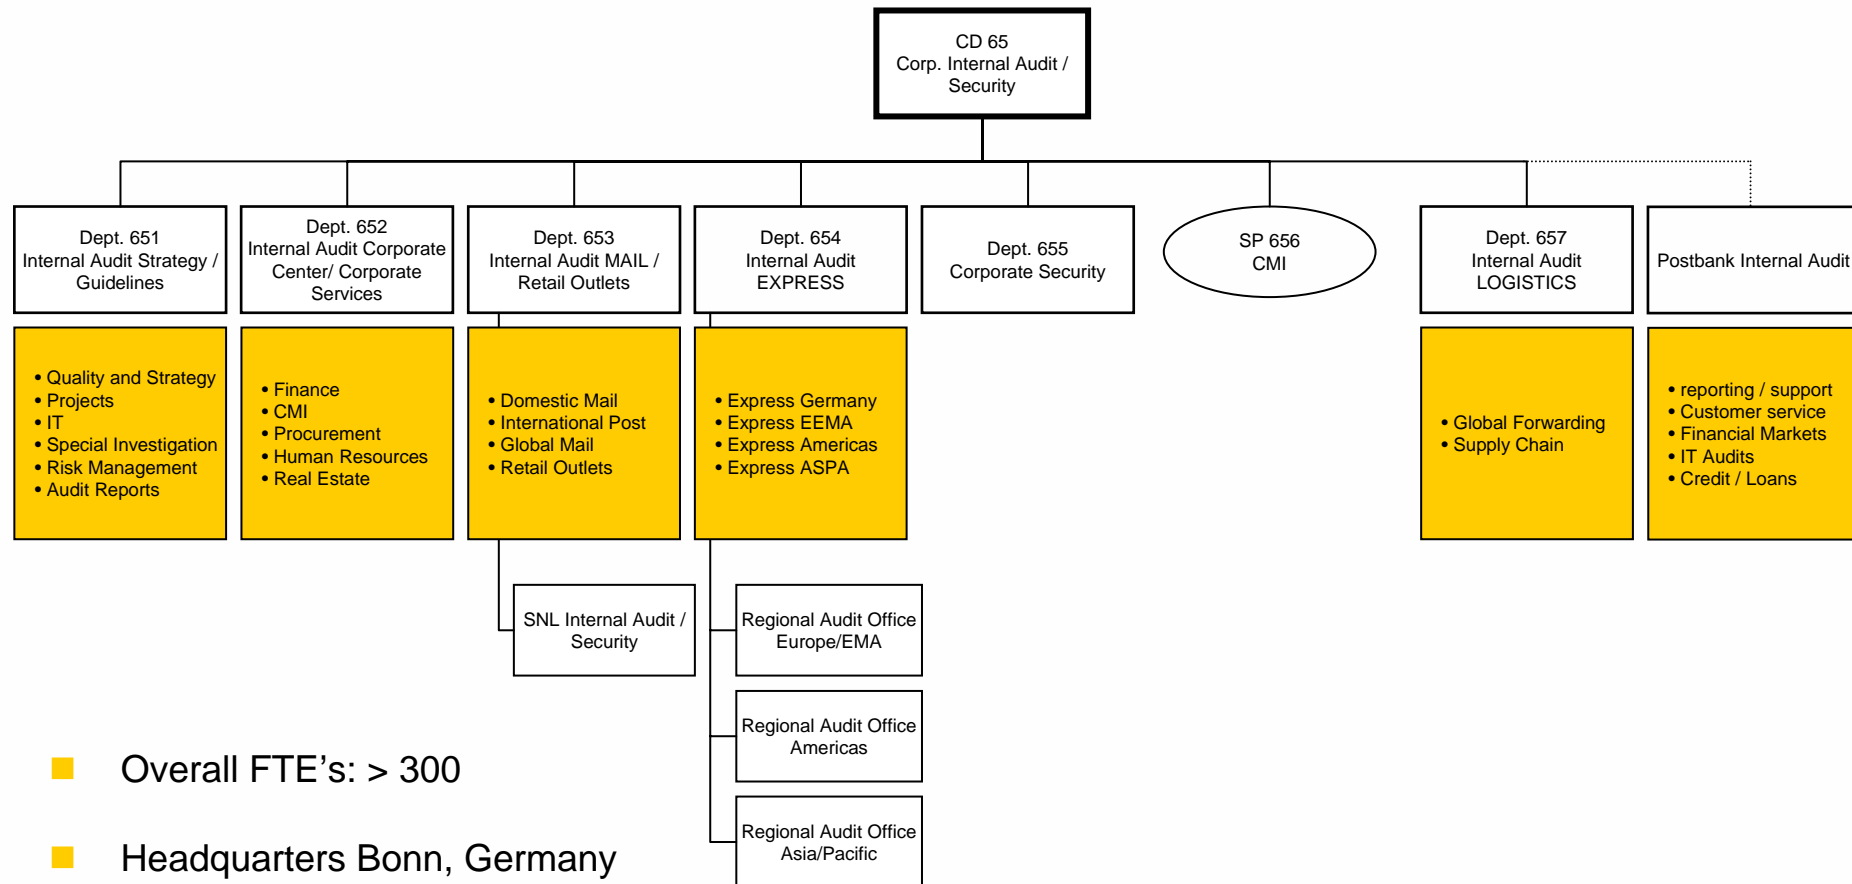 CD 65
Corp. Internal Audit /
Security
Dept. 651
Internal Audit Strategy /
Guidelines
Dept. 652
Internal Audit Corporate
Center/ Corporate
Services
Dept. 653
Internal Audit MAIL /
Retail Outlets
Dept. 654
Internal Audit
EXPRESS
Dept. 655
Corporate Security
SP 656
CMI
Dept. 657
Internal Audit
LOGISTICS
Postbank Internal Audit
• Quality and Strategy
• Projects
• IT
• Special Investigation
• Risk Management
• Audit Reports
• Finance
• CMI
• Procurement
• Human Resources
• Real Estate
• Domestic Mail
• International Post
• Global Mail
• Retail Outlets
• Express Germany
• Express EEMA
• Express Americas
• Express ASPA
• Global Forwarding
• Supply Chain
• reporting / support
• Customer service
• Financial Markets
• IT Audits
• Credit / Loans
SNL Internal Audit /
Security
Regional Audit Office
Europe/EMA
Regional Audit Office
Americas
Regional Audit Office
Asia/Pacific
Overall FTE's: > 300
Headquarters Bonn, Germany